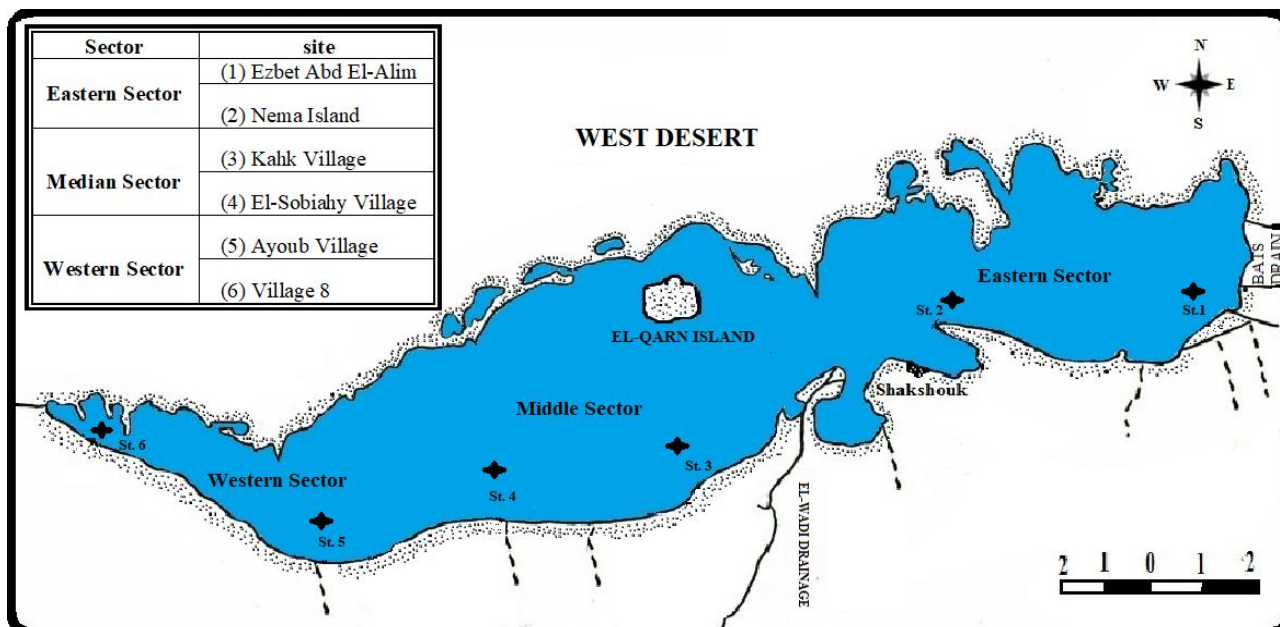 Sector site
Eastern Sector
(1) Ezbet Abd El-Alim
(2) Nema Island
Median Sector
(3) Kahk Village
(4) El-Sobiahy Village
Western Sector
(5) Ayoub Village
(6) Village 8
N
W E
S
WEST DESERT
BATS
DRAIN
Eastern Sector
St. 2
St.1
EL-QARN ISLAND
Shakshouk
Middle Sector
St. 6
St. 3
Western Sector
St. 4
EL-WADI DRAINAGE
St. 5
2 1 0 1 2